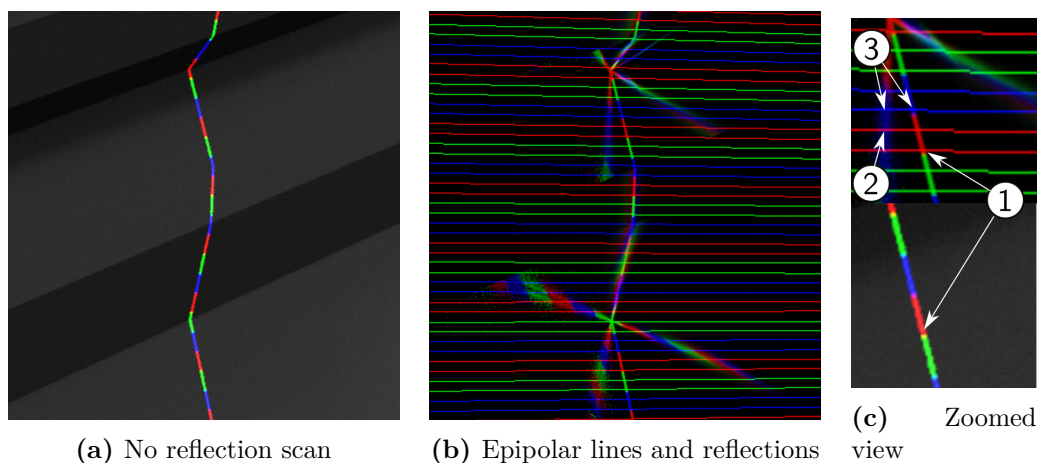 3
2
1
(a) No reflection scan
(b) Epipolar lines and reflections
(c) Zoomed
view